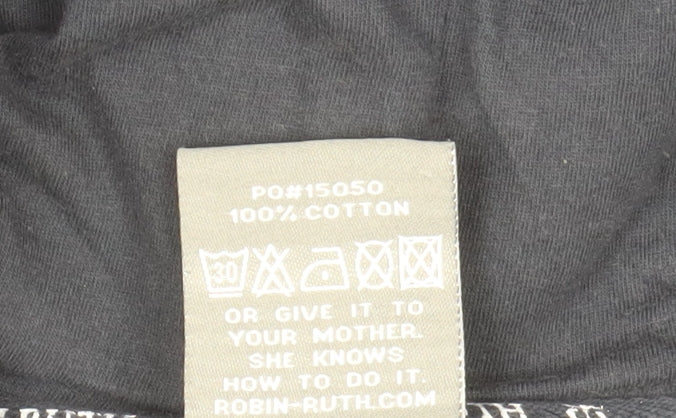 PO#15050
100% COTTON
30
OR GIVE IT TO
YOUR MOTHER.
SHE KNOWS
HOW TO DO IT.
ROBIN-RUTH.COM